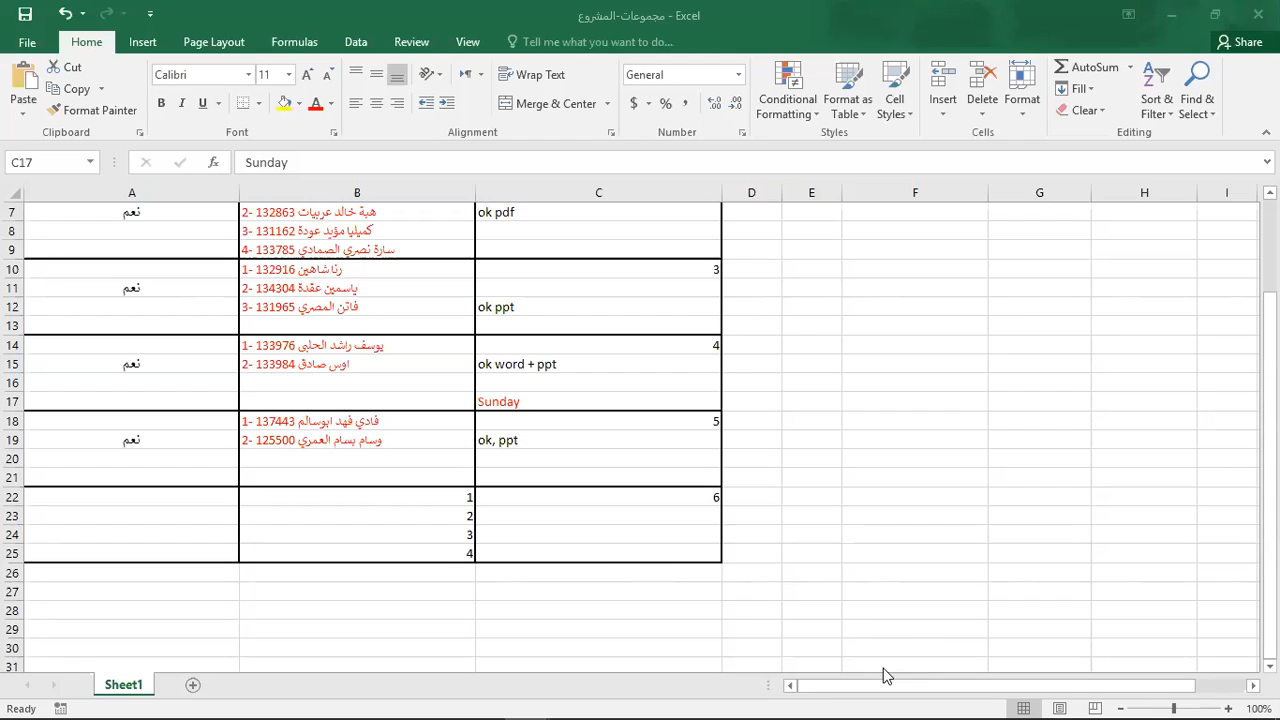 مجموعات-المشروع - Excel
File Home Insert Page Layout Formulas Data Review View Tell me what you want to do... Share
Paste Cut Copy Format Painter Clipboard
Calibri 11 B I U A Font
Wrap Text Merge & Center Alignment
General $ % , Number
Conditional Formatting Format as Table Cell Styles Styles
Insert Delete Format Cells
AutoSum Fill Clear Sort & Filter Find & Select Editing
C17 fx Sunday
A B C D E F G H I
7 نعم 2- 132863 هبة خالد عربيات ok pdf
8 3- 131162 كميليا مؤيد عودة
9 4- 133785 سارة نصري الصمادي
10 1- 132916 رنا شاهين 3
11 نعم 2- 134304 ياسمين عقدة
12 3- 131965 فاتن المصري ok ppt
13
14 1- 133976 يوسف راشد الحلبي 4
15 نعم 2- 133984 اوس صادق ok word + ppt
16
17 Sunday
18 1- 137443 فادي فهد ابوسالم 5
19 نعم 2- 125500 وسام بسام العمري ok, ppt
20
21
22 1 6
23 2
24 3
25 4
26
27
28
29
30
31
Sheet1
Ready 100%